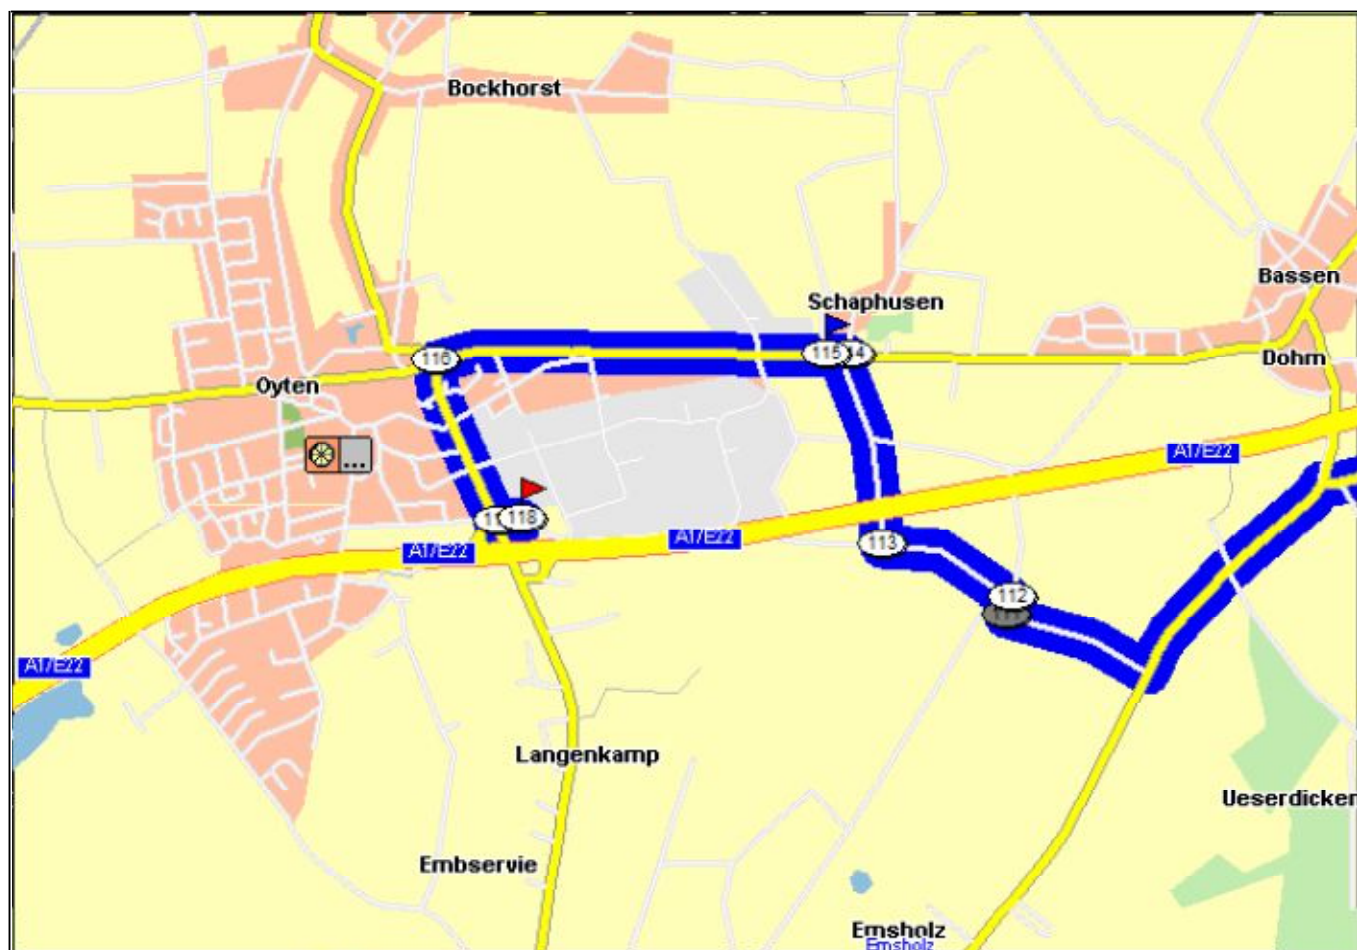 Bockhorst
Bassen
Schaphusen
115
14
116
Dohm
Oyten
A1/E22
...
118
A1/E22
A1/E22
113
112
A1/E22
Langenkamp
Ueserdicken
Embservie
Emsholz
Emsholz